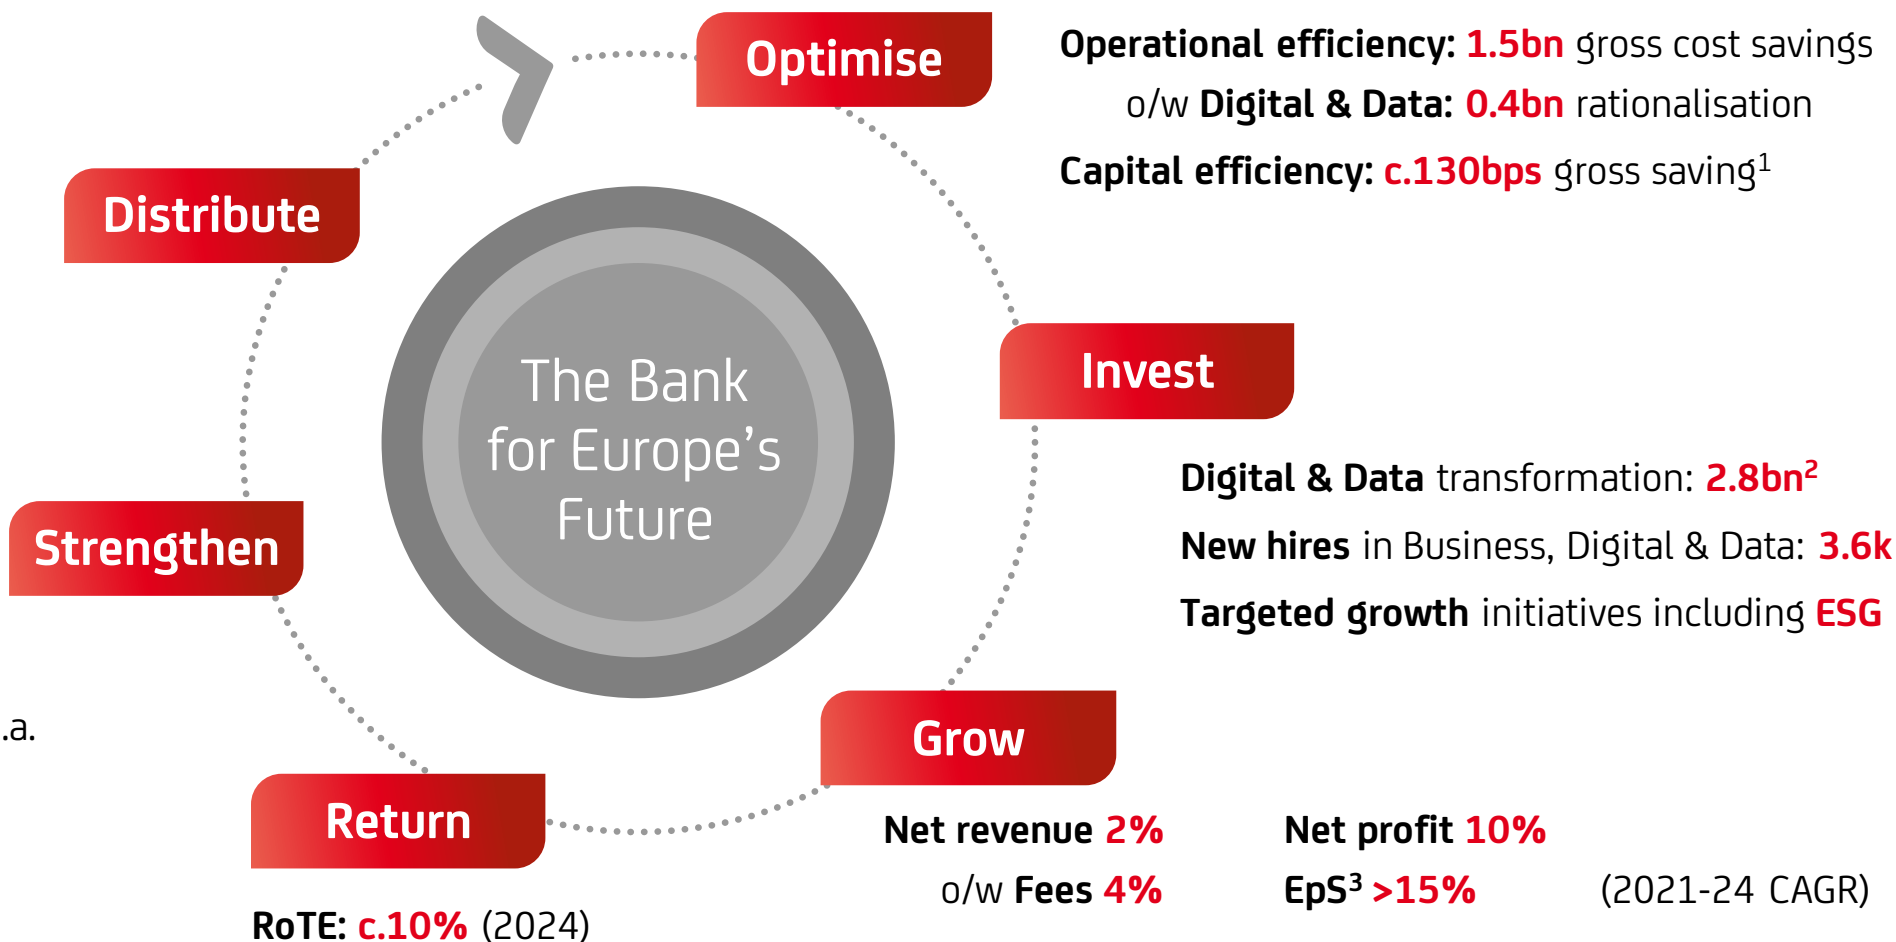 Optimise
Operational efficiency: 1.5bn gross cost savings
o/w Digital & Data: 0.4bn rationalisation
Capital efficiency: c.130bps gross saving¹
Distribute
Invest
The Bank
for Europe’s
Future
Digital & Data transformation: 2.8bn²
New hires in Business, Digital & Data: 3.6k
Targeted growth initiatives including ESG
Strengthen
.a.
Grow
Net revenue 2% Net profit 10%
o/w Fees 4% EpS³ >15% (2021-24 CAGR)
Return
RoTE: c.10% (2024)